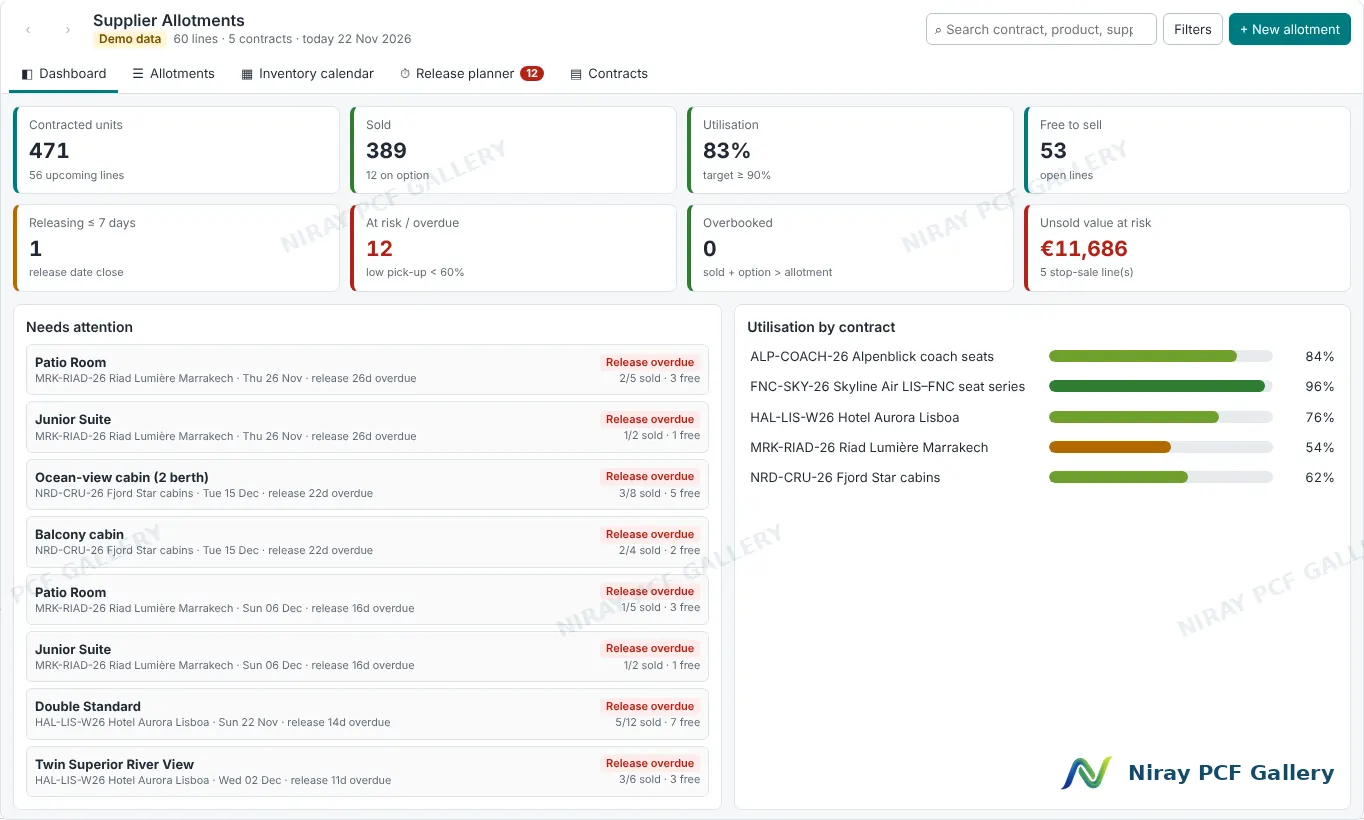 Supplier Allotments
Demo data 60 lines · 5 contracts · today 22 Nov 2026
Search contract, product, supp
Filters
+ New allotment
Dashboard
Allotments
Inventory calendar
Release planner 12
Contracts
Contracted units
471
56 upcoming lines
Sold
389
12 on option
Utilisation
83%
target ≥ 90%
Free to sell
53
open lines
Releasing ≤ 7 days
1
release date close
At risk / overdue
12
low pick-up < 60%
Overbooked
0
sold + option > allotment
Unsold value at risk
€11,686
5 stop-sale line(s)
Needs attention
Patio Room
Release overdue
MRK-RIAD-26 Riad Lumière Marrakech · Thu 26 Nov · release 26d overdue
2/5 sold · 3 free
Junior Suite
Release overdue
MRK-RIAD-26 Riad Lumière Marrakech · Thu 26 Nov · release 26d overdue
1/2 sold · 1 free
Ocean-view cabin (2 berth)
Release overdue
NRD-CRU-26 Fjord Star cabins · Tue 15 Dec · release 22d overdue
3/8 sold · 5 free
Balcony cabin
Release overdue
NRD-CRU-26 Fjord Star cabins · Tue 15 Dec · release 22d overdue
2/4 sold · 2 free
Patio Room
Release overdue
MRK-RIAD-26 Riad Lumière Marrakech · Sun 06 Dec · release 16d overdue
1/5 sold · 3 free
Junior Suite
Release overdue
MRK-RIAD-26 Riad Lumière Marrakech · Sun 06 Dec · release 16d overdue
1/2 sold · 1 free
Double Standard
Release overdue
HAL-LIS-W26 Hotel Aurora Lisboa · Sun 22 Nov · release 14d overdue
5/12 sold · 7 free
Twin Superior River View
Release overdue
HAL-LIS-W26 Hotel Aurora Lisboa · Wed 02 Dec · release 11d overdue
3/6 sold · 3 free
Utilisation by contract
ALP-COACH-26 Alpenblick coach seats 84%
FNC-SKY-26 Skyline Air LIS–FNC seat series 96%
HAL-LIS-W26 Hotel Aurora Lisboa 76%
MRK-RIAD-26 Riad Lumière Marrakech 54%
NRD-CRU-26 Fjord Star cabins 62%
NIRAY PCF GALLERY
NIRAY PCF GALLERY
PCF GALLERY
NIRAY PCF GALLERY
NIRAY PCF GALLERY
Niray PCF Gallery